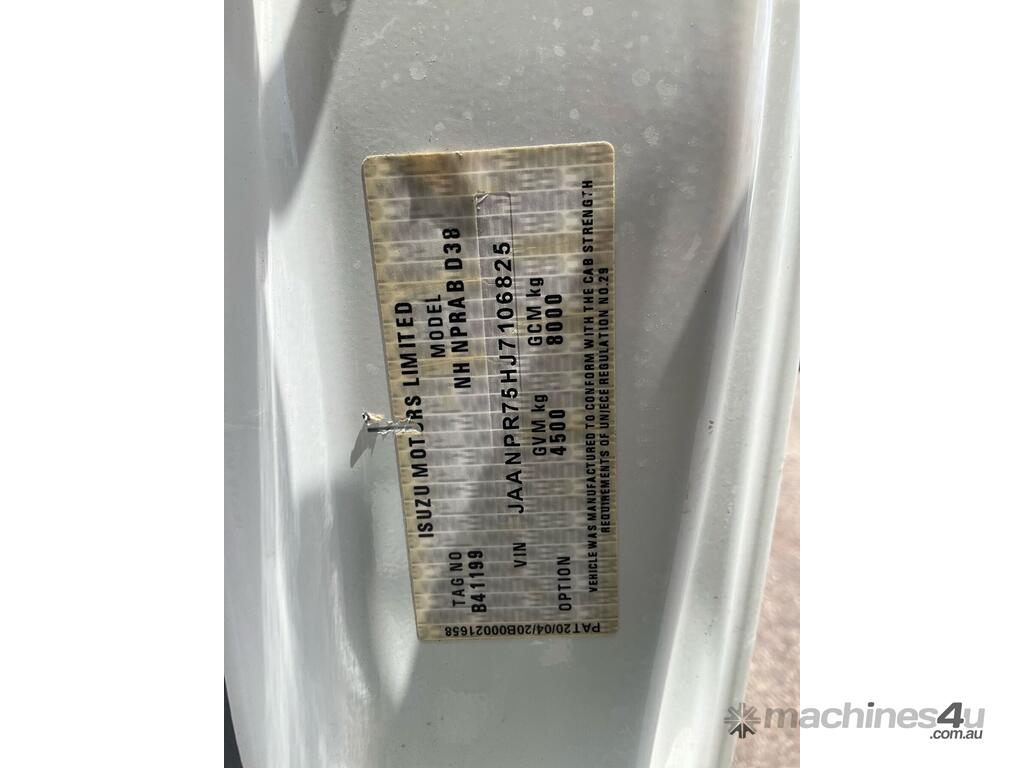 ISUZU MOTORS LIMITED
TAG NO MODEL
B41199 NH NPRAB D38
VIN JAANPR75HJ7106825
GVM kg GCM kg
4500 8000
OPTION
VEHICLE WAS MANUFACTURED TO CONFORM WITH THE CAB STRENGTH
REQUIREMENTS OF UNIECE REGULATION NO.29
PAT20/04/20B00021658
machines4u
.com.au